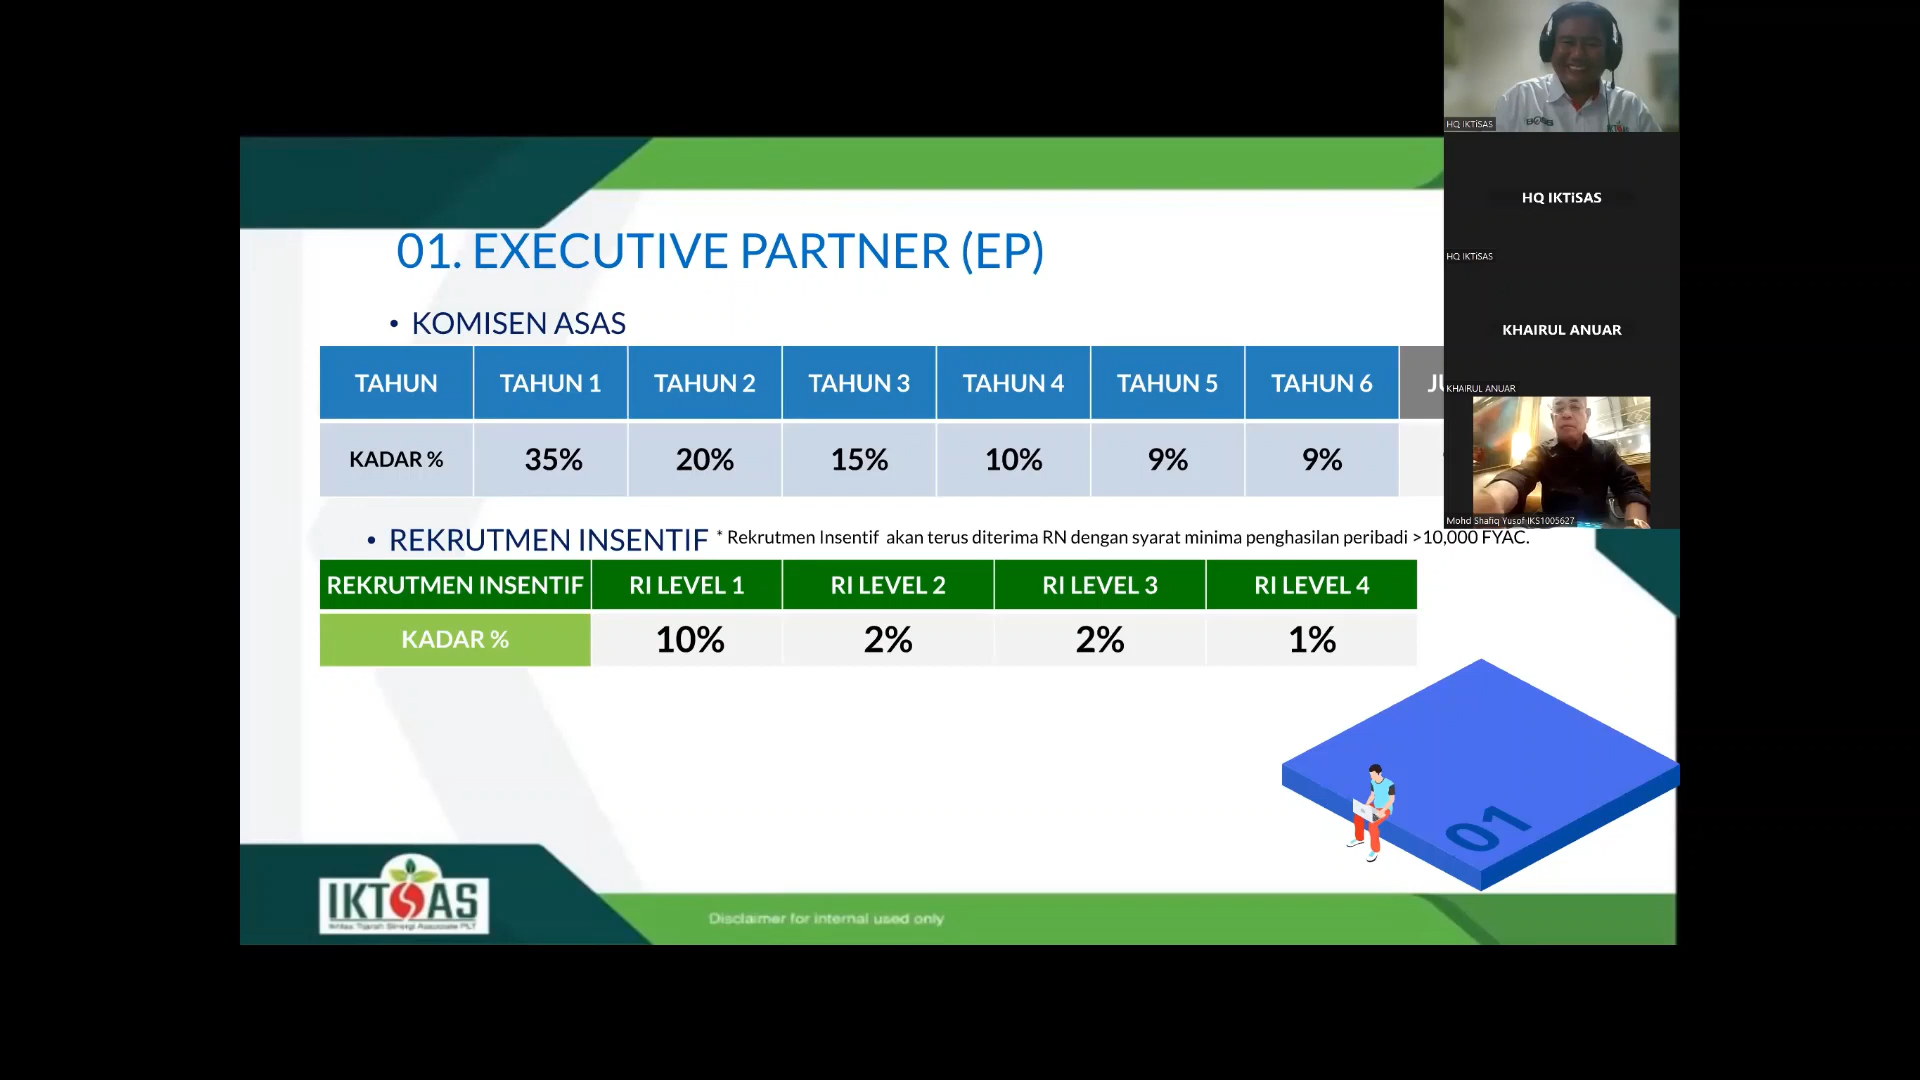 01. EXECUTIVE PARTNER (EP)
• KOMISEN ASAS
TAHUN TAHUN 1 TAHUN 2 TAHUN 3 TAHUN 4 TAHUN 5 TAHUN 6
KADAR % 35% 20% 15% 10% 9% 9%
• REKRUTMEN INSENTIF * Rekrutmen Insentif akan terus diterima RN dengan syarat minima penghasilan peribadi >10,000 FYAC.
REKRUTMEN INSENTIF RI LEVEL 1 RI LEVEL 2 RI LEVEL 3 RI LEVEL 4
KADAR % 10% 2% 2% 1%
01
IKTSAS
Disclaimer for internal used only
HQ IKTiSAS
HQ IKTiSAS
HQ IKTiSAS
KHAIRUL ANUAR
KHAIRUL ANUAR
Mohd Shafiq Yusof IKS1005627